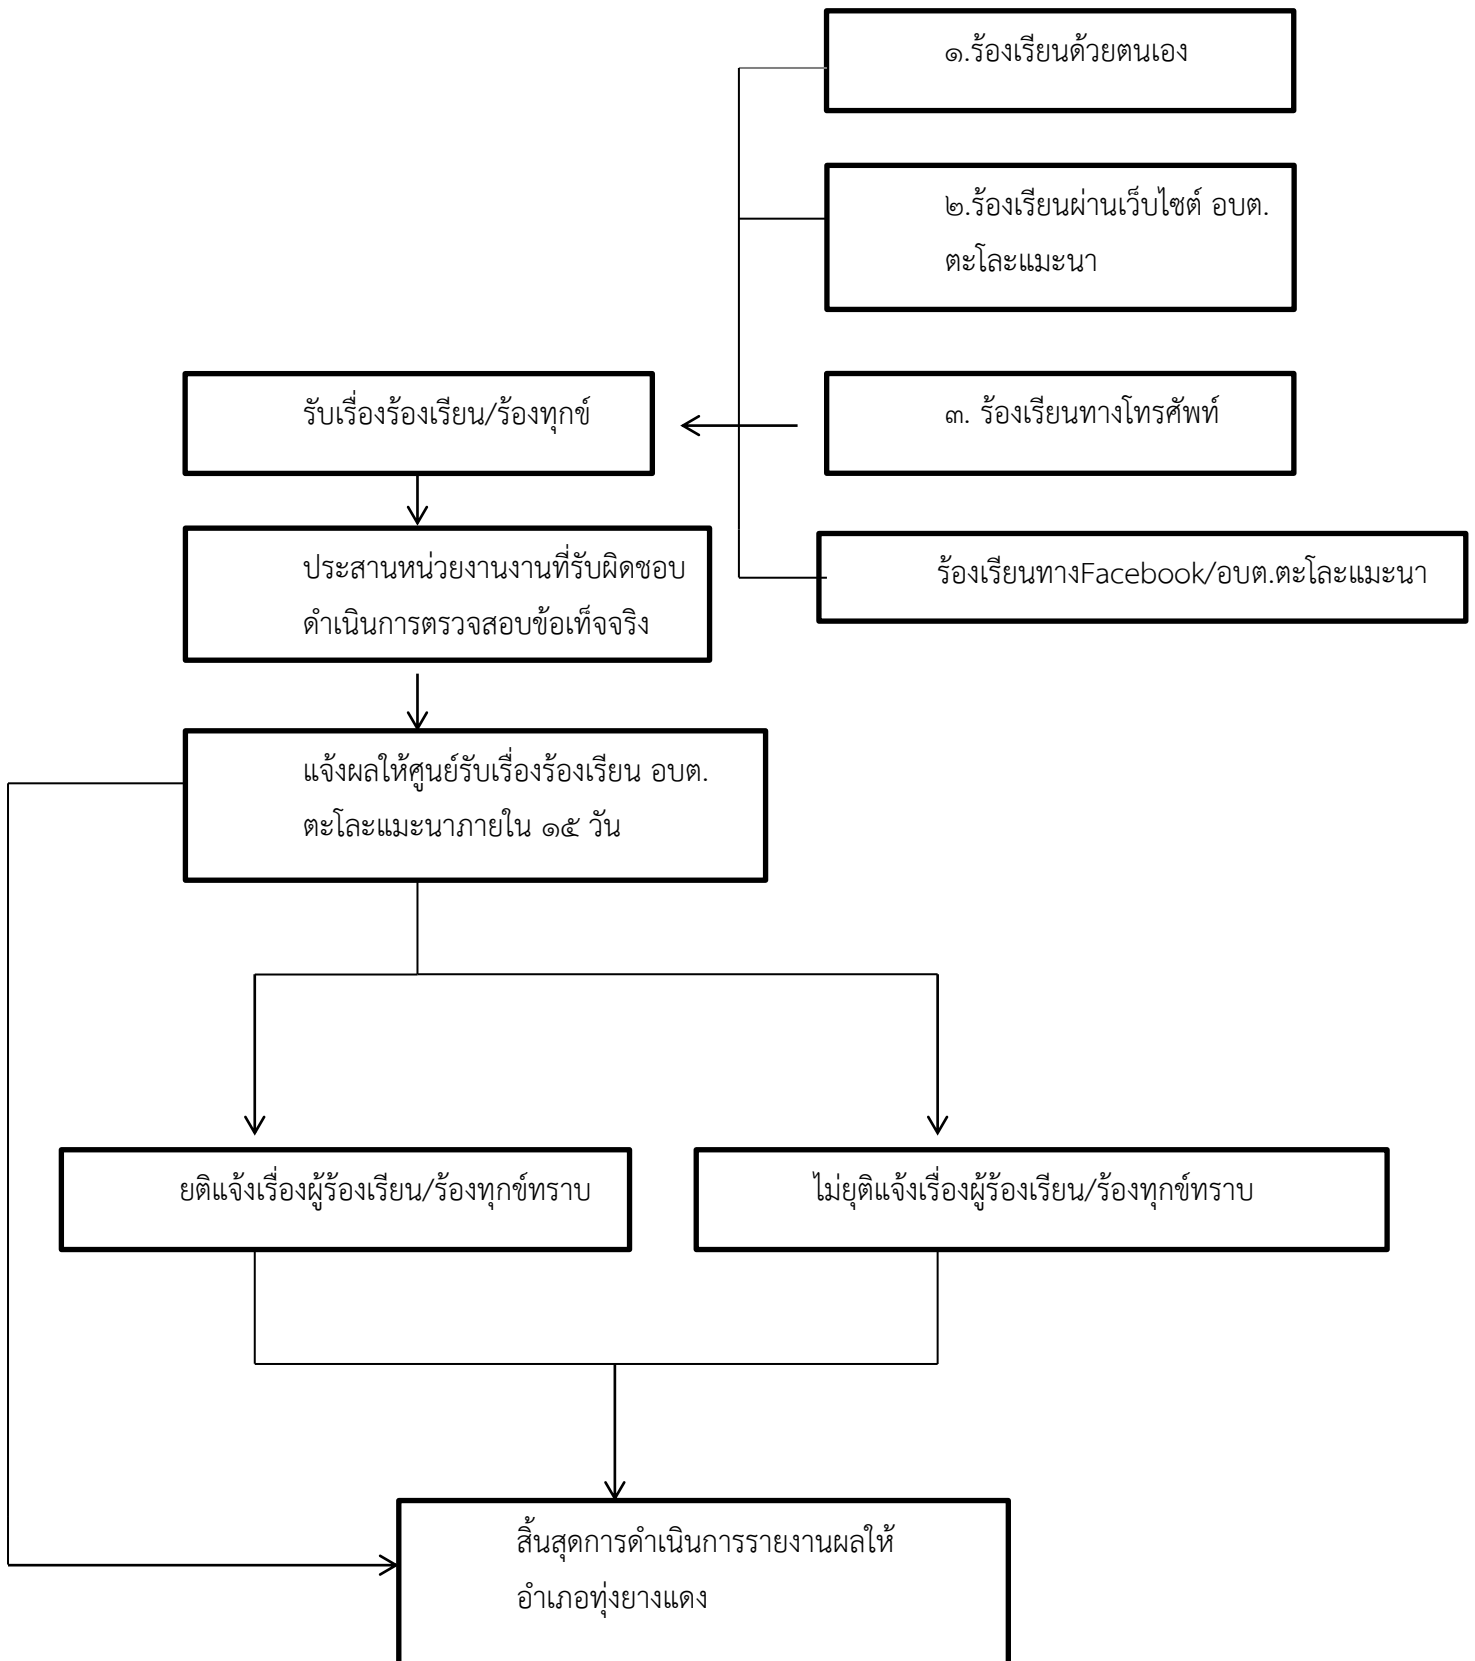 ๑.ร้องเรียนด้วยตนเอง
๒.ร้องเรียนผ่านเว็บไซต์ อบต.
ตะโละแมะนา
รับเรื่องร้องเรียน/ร้องทุกข์
๓. ร้องเรียนทางโทรศัพท์
ประสานหน่วยงานงานที่รับผิดชอบ
ดำเนินการตรวจสอบข้อเท็จจริง
ร้องเรียนทางFacebook/อบต.ตะโละแมะนา
แจ้งผลให้ศูนย์รับเรื่องร้องเรียน อบต.
ตะโละแมะนาภายใน ๑๕ วัน
ยติแจ้งเรื่องผู้ร้องเรียน/ร้องทุกข์ทราบ
ไม่ยุติแจ้งเรื่องผู้ร้องเรียน/ร้องทุกข์ทราบ
สิ้นสุดการดำเนินการรายงานผลให้
อำเภอทุ่งยางแดง